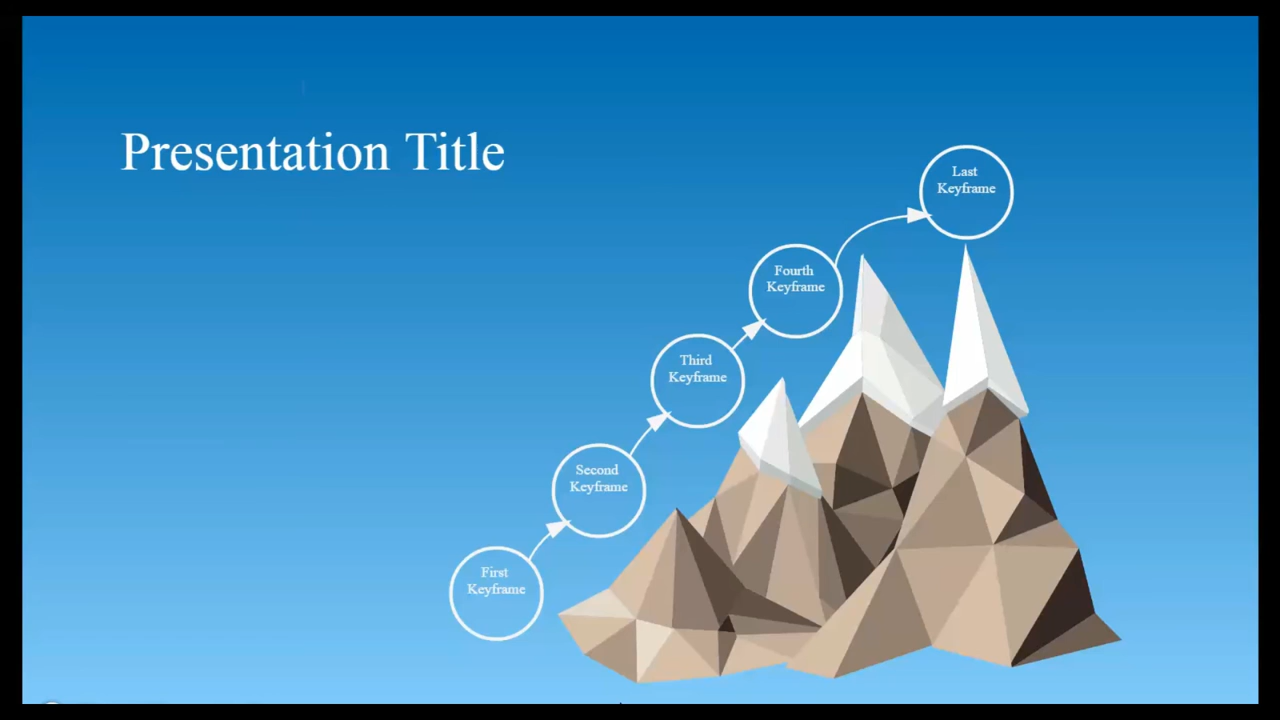 Presentation Title
Last
Keyframe
Fourth
Keyframe
Third
Keyframe
Second
Keyframe
First
Keyframe